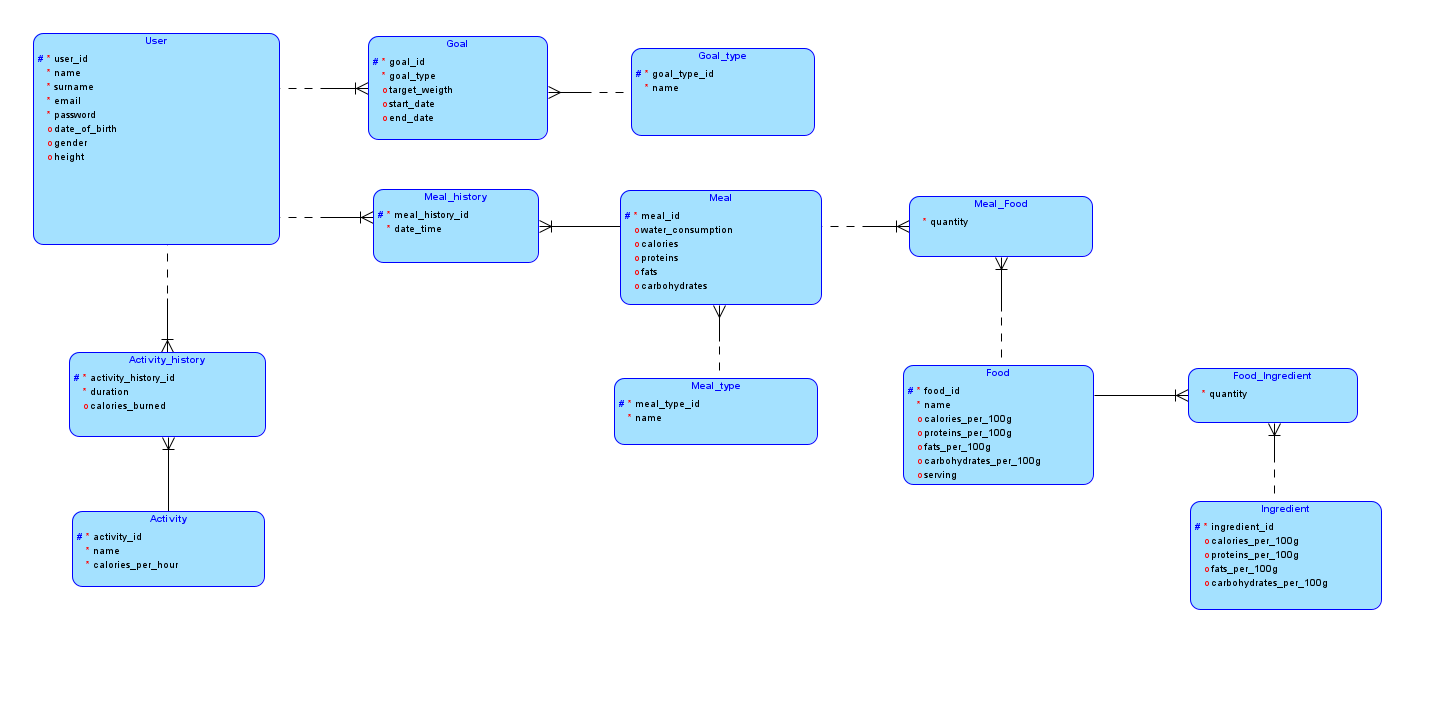 User
# * user_id
* name
* surname
* email
* password
o date_of_birth
o gender
o height
Goal
# * goal_id
* goal_type
o target_weigth
o start_date
o end_date
Goal_type
# * goal_type_id
* name
Meal_history
# * meal_history_id
* date_time
Meal
# * meal_id
o water_consumption
o calories
o proteins
o fats
o carbohydrates
Meal_Food
* quantity
Activity_history
# * activity_history_id
* duration
o calories_burned
Meal_type
# * meal_type_id
* name
Food
# * food_id
* name
o calories_per_100g
o proteins_per_100g
o fats_per_100g
o carbohydrates_per_100g
o serving
Food_Ingredient
* quantity
Activity
# * activity_id
* name
* calories_per_hour
Ingredient
# * ingredient_id
o calories_per_100g
o proteins_per_100g
o fats_per_100g
o carbohydrates_per_100g